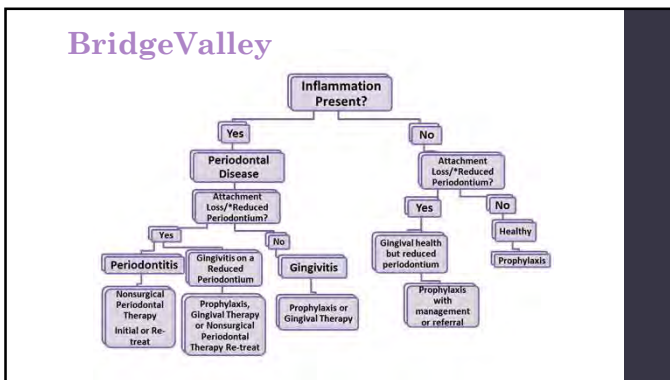 BridgeValley
Inflammation
Present?
Yes
No
Periodontal
Disease
Attachment
Loss/*Reduced
Periodontium?
Attachment
Loss/*Reduced
Periodontium?
Yes
No
Yes
No
Healthy
Prophylaxis
Periodontitis
Gingivitis on a
Reduced
Periodontium
Gingivitis
Gingival health
but reduced
periodontium
Nonsurgical
Periodontal
Therapy
Initial or Re-
treat
Prophylaxis,
Gingival Therapy
or Nonsurgical
Periodontal
Therapy Re-treat
Prophylaxis or
Gingival Therapy
Prophylaxis
with
management
or referral